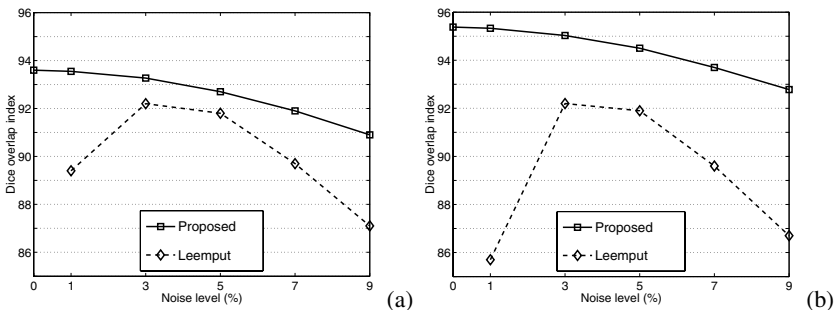 96
94
92
90
88
86
Dice overlap index
Proposed
Leemput
0 1 3 5 7 9
Noise level (%)
(a)
96
94
92
90
88
86
Dice overlap index
Proposed
Leemput
0 1 3 5 7 9
Noise level (%)
(b)